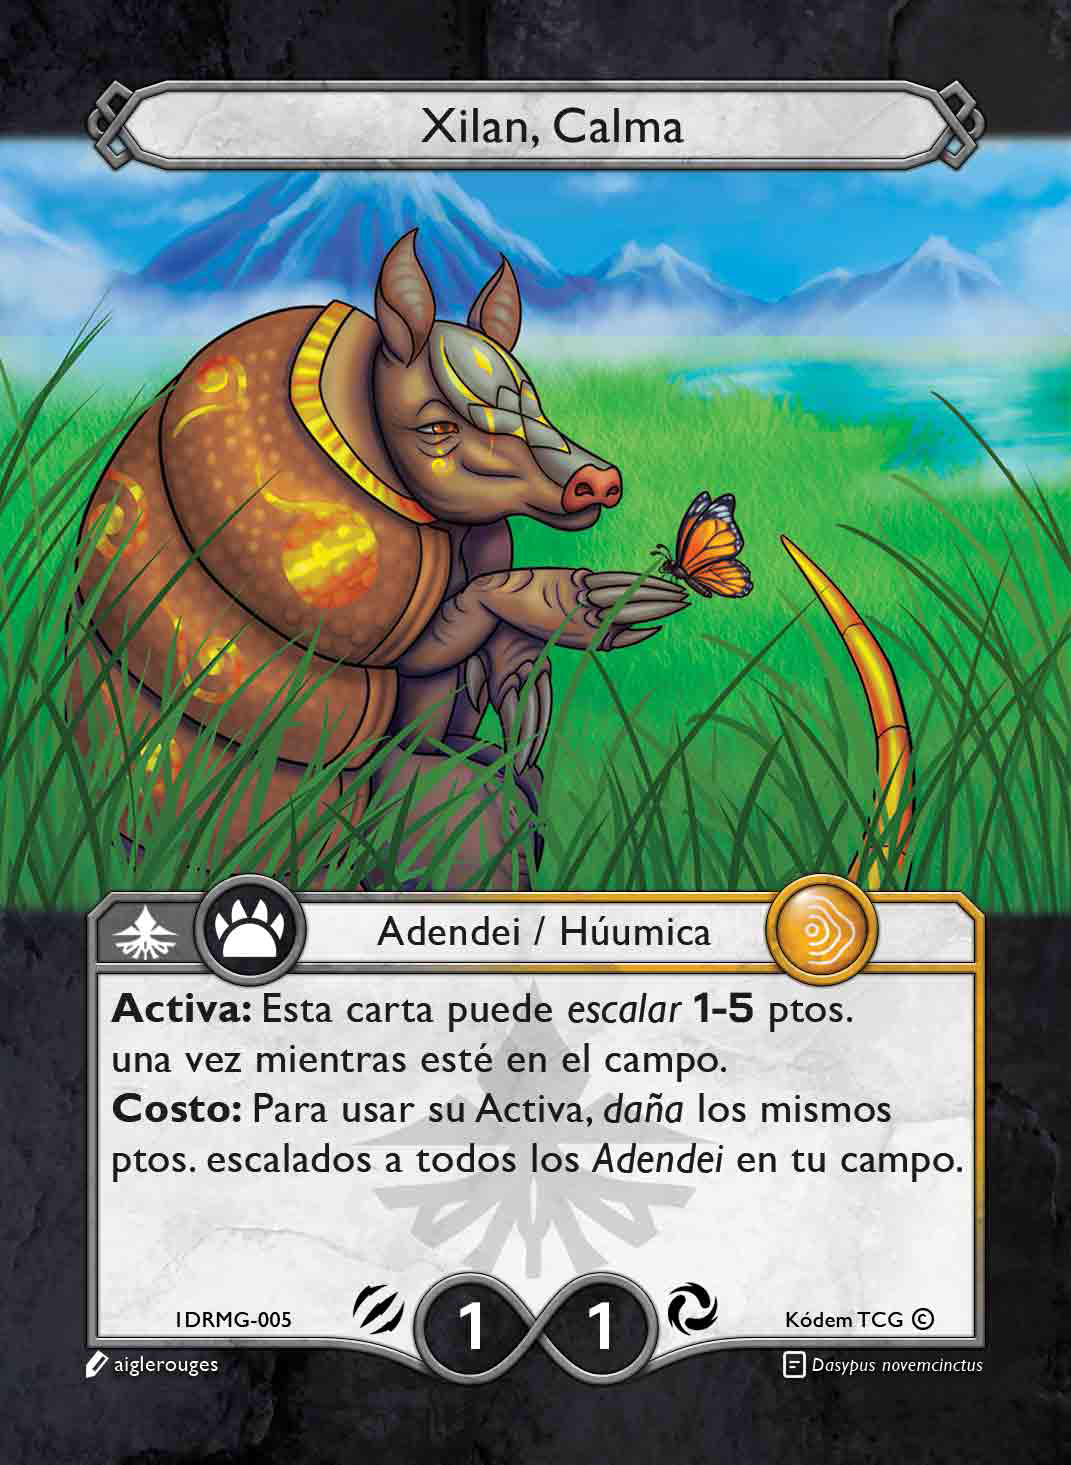 Xilan, Calma
Adendei / Húumica
Activa: Esta carta puede escalar 1-5 ptos.
una vez mientras esté en el campo.
Costo: Para usar su Activa, daña los mismos
ptos. escalados a todos los Adendei en tu campo.
1DRMG-005
1 1
Kódem TCG ©
aiglerouges
Dasypus novemcinctus